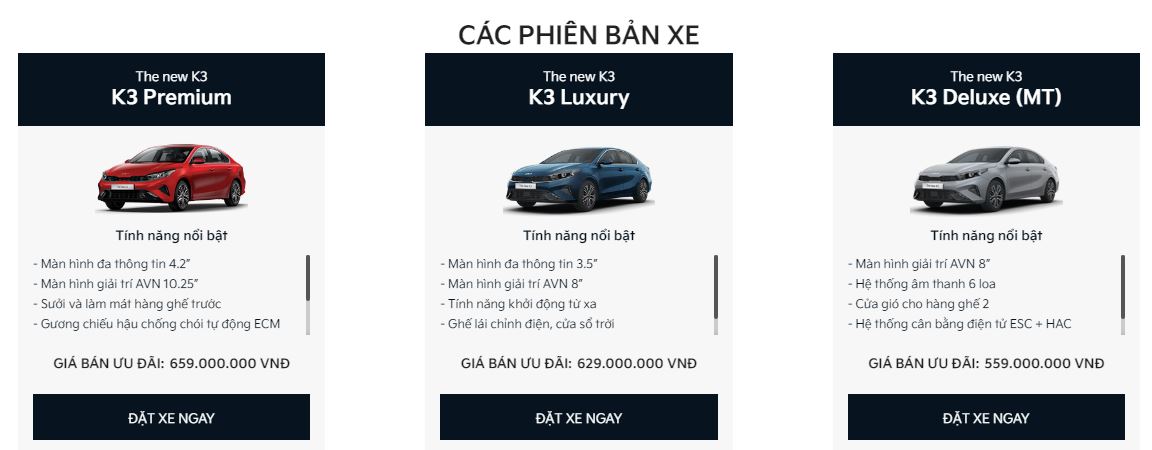 CÁC PHIÊN BẢN XE
The new K3
K3 Premium
Tính năng nổi bật
- Màn hình đa thông tin 4.2”
- Màn hình giải trí AVN 10.25”
- Sưởi và làm mát hàng ghế trước
- Gương chiếu hậu chống chói tự động ECM
GIÁ BÁN ƯU ĐÃI: 659.000.000 VNĐ
ĐẶT XE NGAY
The new K3
K3 Luxury
Tính năng nổi bật
- Màn hình đa thông tin 3.5”
- Màn hình giải trí AVN 8”
- Tính năng khởi động từ xa
- Ghế lái chỉnh điện, cửa sổ trời
GIÁ BÁN ƯU ĐÃI: 629.000.000 VNĐ
ĐẶT XE NGAY
The new K3
K3 Deluxe (MT)
Tính năng nổi bật
- Màn hình giải trí AVN 8”
- Hệ thống âm thanh 6 loa
- Cửa gió cho hàng ghế 2
- Hệ thống cân bằng điện tử ESC + HAC
GIÁ BÁN ƯU ĐÃI: 559.000.000 VNĐ
ĐẶT XE NGAY